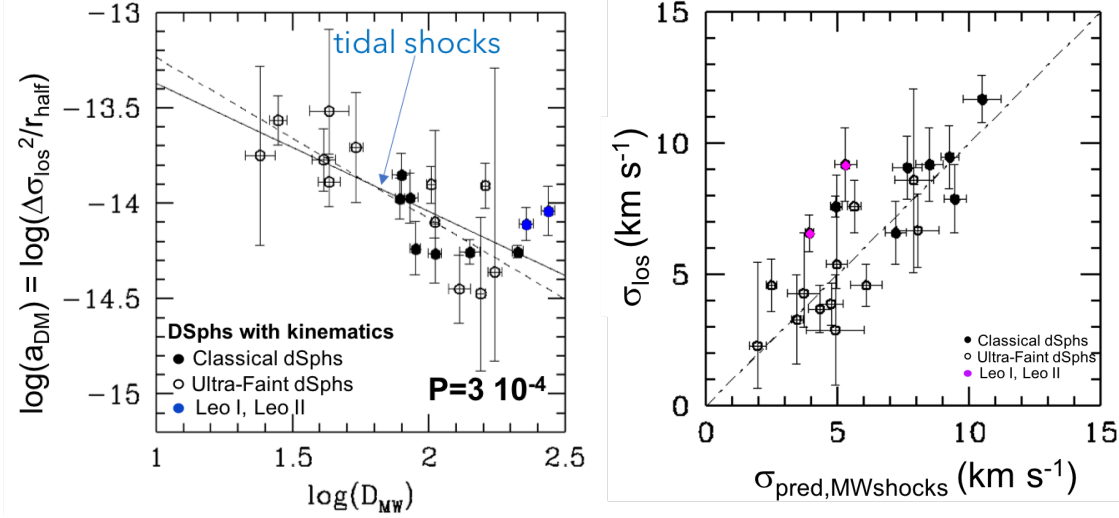 −13
−13.5
−14
−14.5
−15
log(a_DM) = log(Δσ_los²/r_half)
tidal shocks
DSphs with kinematics
Classical dSphs
Ultra-Faint dSphs
Leo I, Leo II
P=3 10⁻⁴
1 1.5 2 2.5
log(D_MW)
15
10
5
0
σ_los (km s⁻¹)
Classical dSphs
Ultra-Faint dSphs
Leo I, Leo II
0 5 10 15
σ_pred,MWshocks (km s⁻¹)